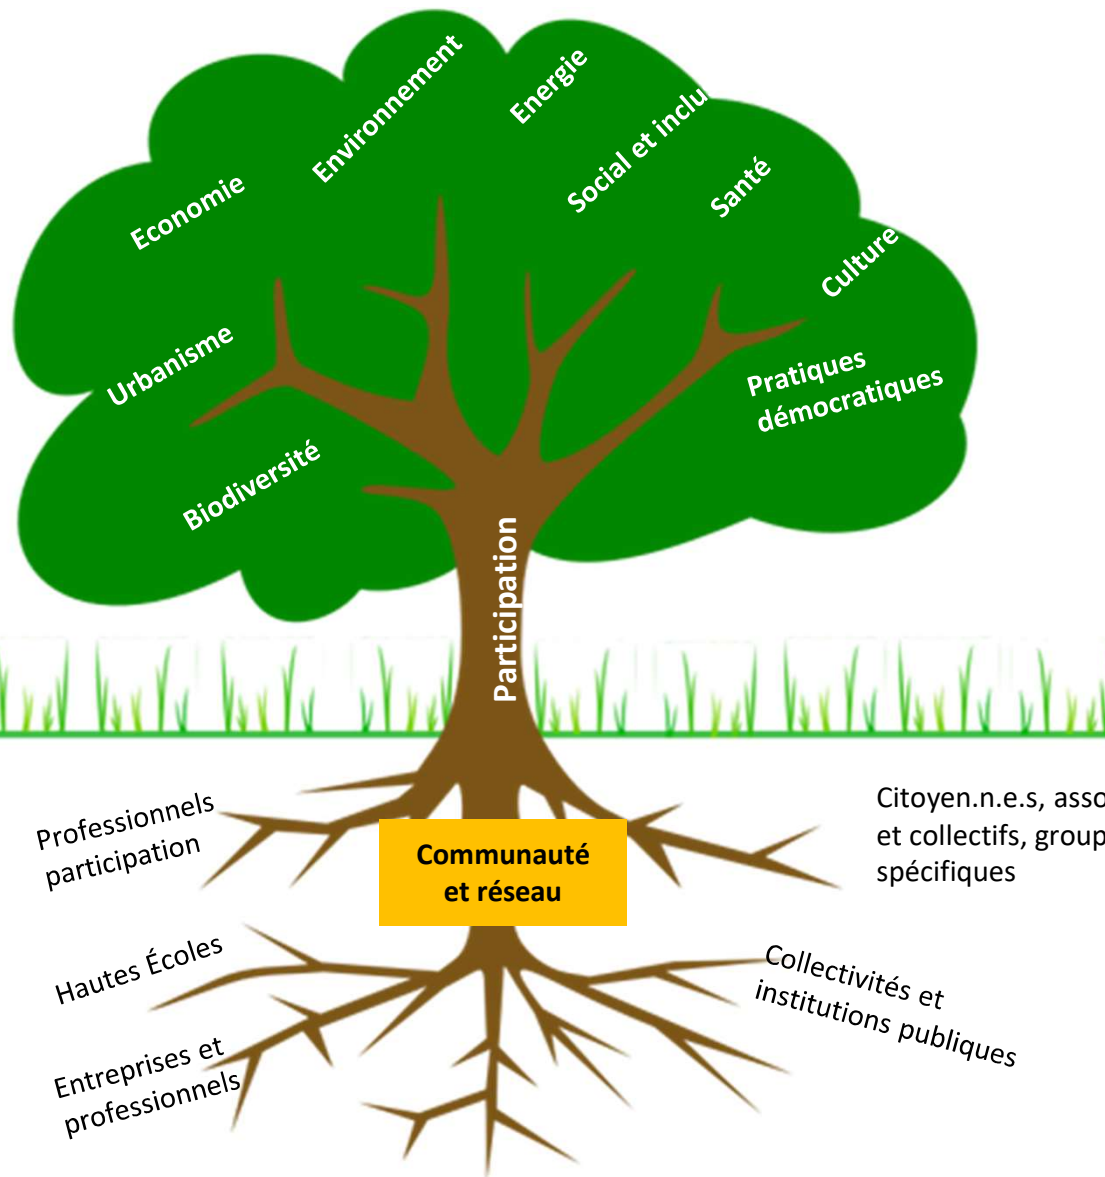 Environnement
Energie
Social et inclu
Santé
Economie
Culture
Urbanisme
Pratiques
démocratiques
Biodiversité
Participation
Professionnels
participation
Citoyen.n.e.s, asso
et collectifs, group
spécifiques
Communauté
et réseau
Hautes Écoles
Collectivités et
institutions publiques
Entreprises et
professionnels